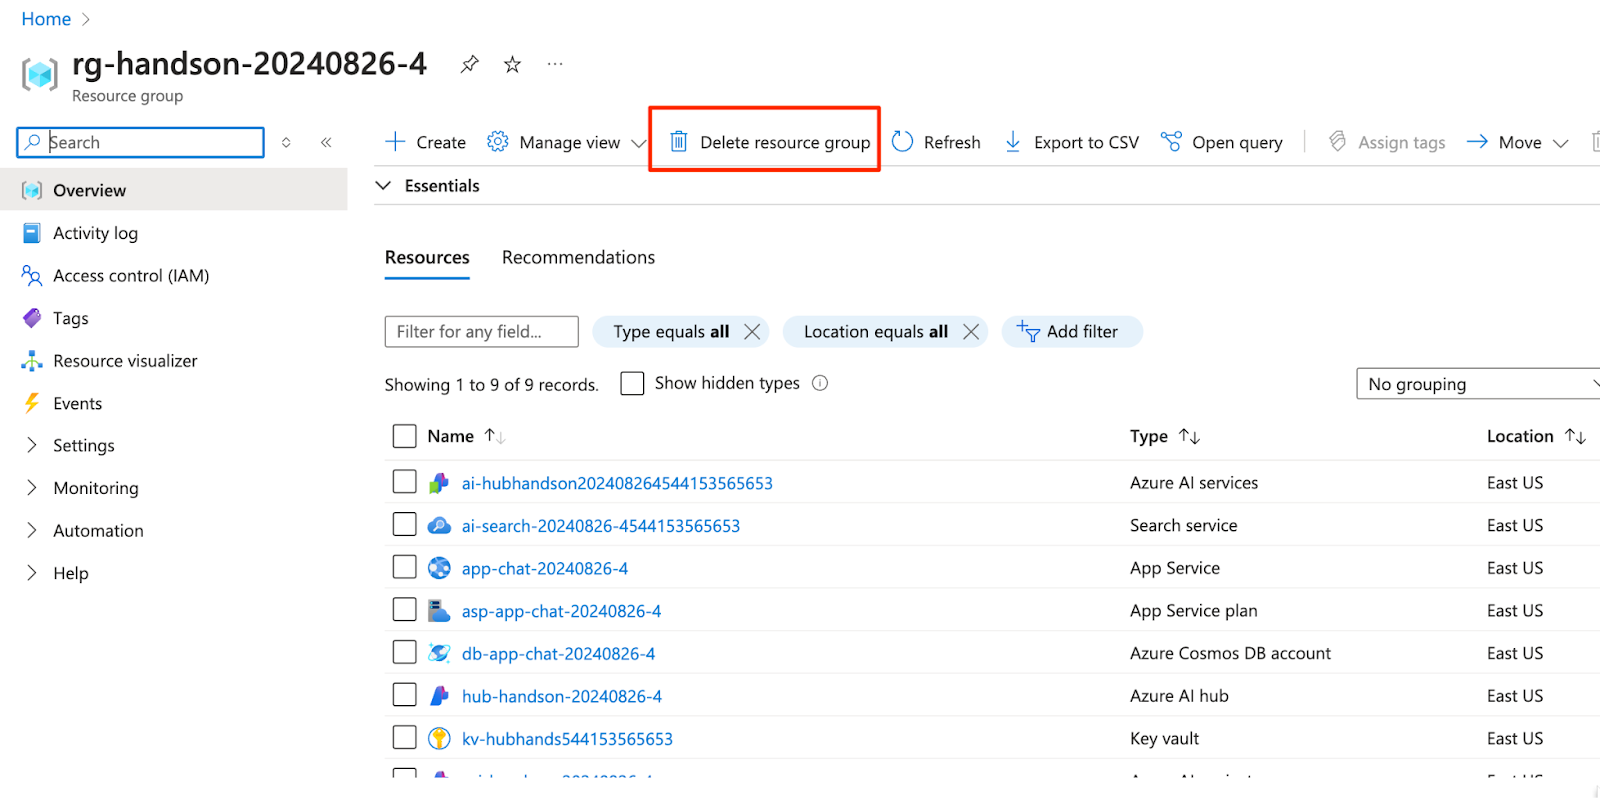 Home
rg-handson-20240826-4
Resource group
Search
Create Manage view Delete resource group Refresh Export to CSV Open query Assign tags Move
Overview
Activity log
Access control (IAM)
Tags
Resource visualizer
Events
Settings
Monitoring
Automation
Help
Essentials
Resources Recommendations
Filter for any field... Type equals all Location equals all Add filter
Showing 1 to 9 of 9 records. Show hidden types No grouping
Name Type Location
ai-hubhandson202408264544153565653 Azure AI services East US
ai-search-20240826-4544153565653 Search service East US
app-chat-20240826-4 App Service East US
asp-app-chat-20240826-4 App Service plan East US
db-app-chat-20240826-4 Azure Cosmos DB account East US
hub-handson-20240826-4 Azure AI hub East US
kv-hubhands544153565653 Key vault East US